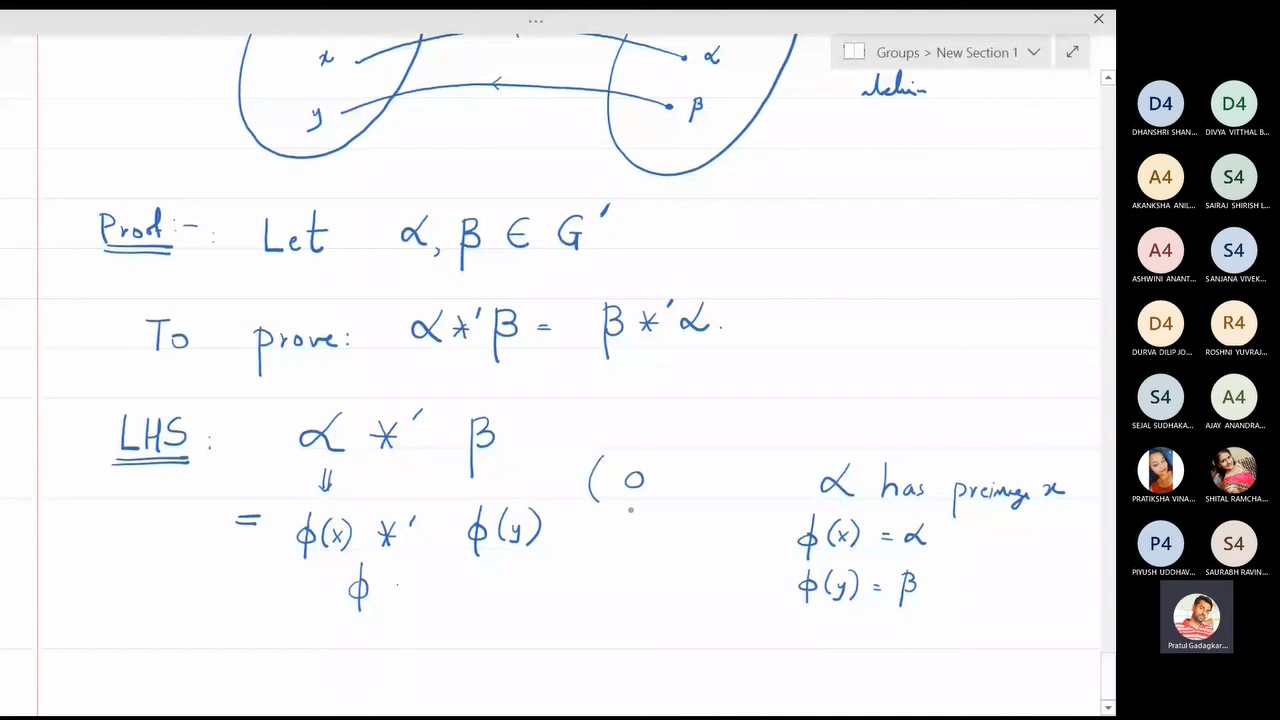 Groups > New Section 1
x
α
y
β
Proof :- : Let α, β ∈ G′
To prove: α *′ β = β *′ α.
LHS : α *′ β
⇓
( 0
α has preimage x
= ϕ(x) *′ ϕ(y)
ϕ(x) = α
ϕ
ϕ(y) = β
D4 D4
DHANSHRI SHAN... DIVYA VITTHAL B...
A4 S4
AKANKSHA ANIL... SAIRAJ SHIRISH L...
A4 S4
ASHWINI ANANT... SANJANA VIVEK...
D4 R4
DURVA DILIP JO... ROSHNI YUVRAJ...
S4 A4
SEJAL SUDHAKA... AJAY ANANDRA...
PRATIKSHA VINA... SHITAL RAMCHA...
P4 S4
PIYUSH UDDHAV... SAURABH RAVIN...
Pratul Gadagkar...